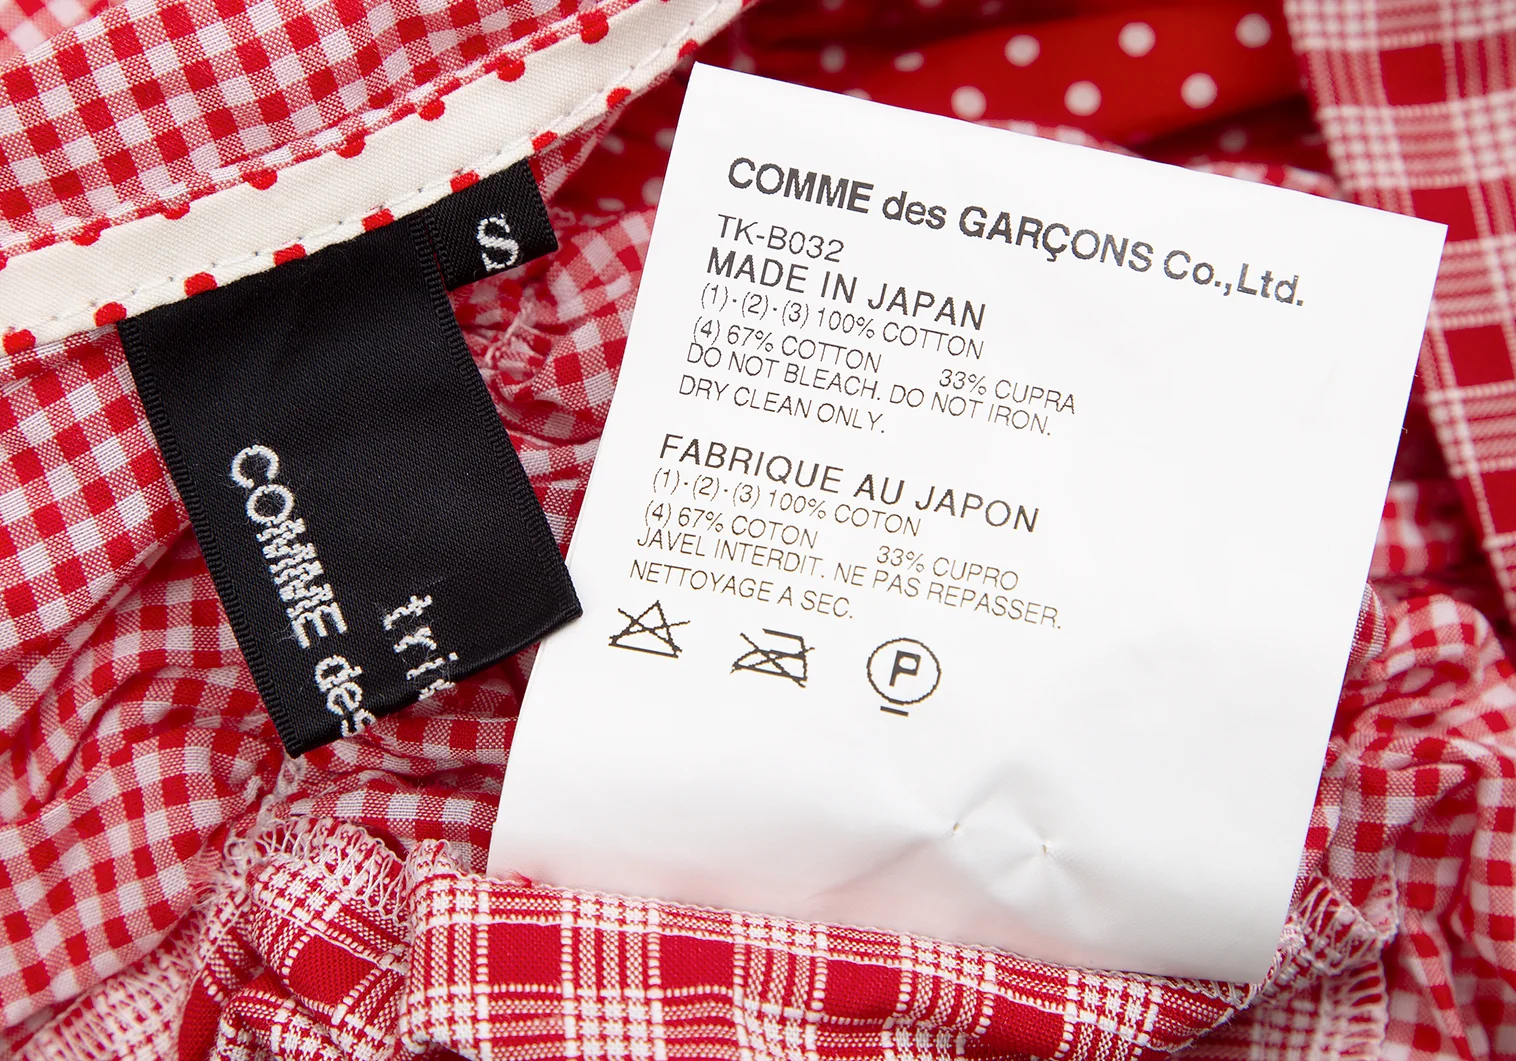 S
COMME des
COMME des GARÇONS Co.,Ltd.
TK-B032
MADE IN JAPAN
(1)·(2)·(3) 100% COTTON
(4) 67% COTTON 33% CUPRA
DO NOT BLEACH. DO NOT IRON.
DRY CLEAN ONLY.
FABRIQUE AU JAPON
(1)·(2)·(3) 100% COTON
(4) 67% COTON 33% CUPRO
JAVEL INTERDIT. NE PAS REPASSER.
NETTOYAGE A SEC.
P